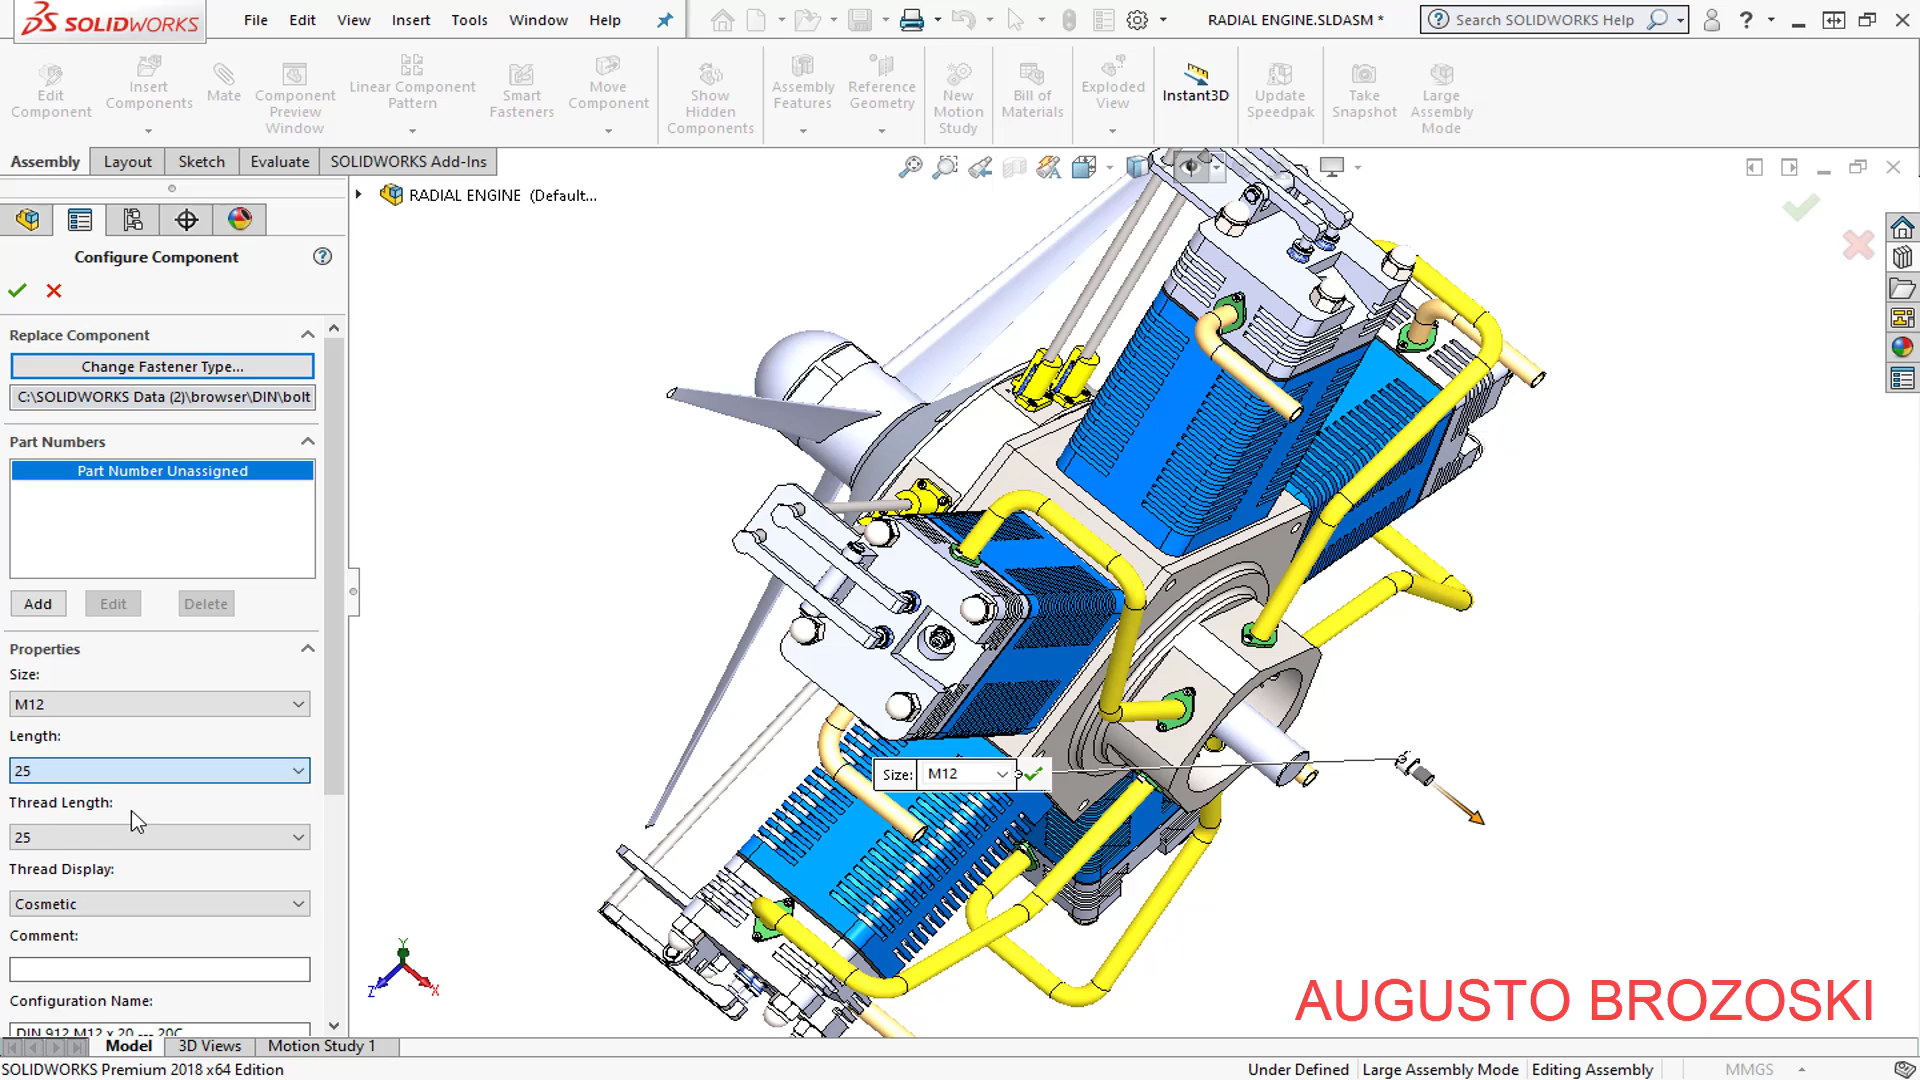 SOLIDWORKS
File Edit View Insert Tools Window Help
RADIAL ENGINE.SLDASM *
Search SOLIDWORKS Help
Edit Component
Insert Components
Mate
Component Preview Window
Linear Component Pattern
Smart Fasteners
Move Component
Show Hidden Components
Assembly Features
Reference Geometry
New Motion Study
Bill of Materials
Exploded View
Instant3D
Update Speedpak
Take Snapshot
Large Assembly Mode
Assembly Layout Sketch Evaluate SOLIDWORKS Add-Ins
RADIAL ENGINE (Default...
Configure Component
Replace Component
Change Fastener Type...
C:\SOLIDWORKS Data (2)\browser\DIN\bolt
Part Numbers
Part Number Unassigned
Add Edit Delete
Properties
Size:
M12
Length:
25
Thread Length:
25
Thread Display:
Cosmetic
Comment:
Configuration Name:
DIN 912 M12 x 20 --- 20C
Size: M12
Y
Z
X
AUGUSTO BROZOSKI
Model 3D Views Motion Study 1
SOLIDWORKS Premium 2018 x64 Edition
Under Defined Large Assembly Mode Editing Assembly MMGS